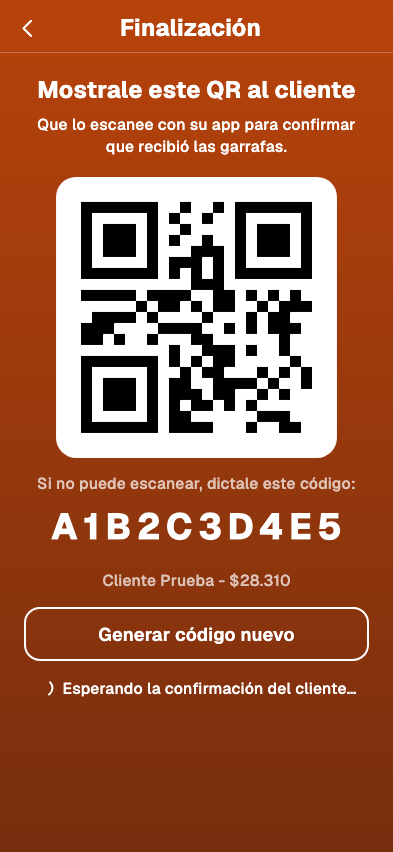 Finalización
Mostrale este QR al cliente
Que lo escanee con su app para confirmar
que recibió las garrafas.
Si no puede escanear, dictale este código:
A1B2C3D4E5
Cliente Prueba - $28.310
Generar código nuevo
Esperando la confirmación del cliente...